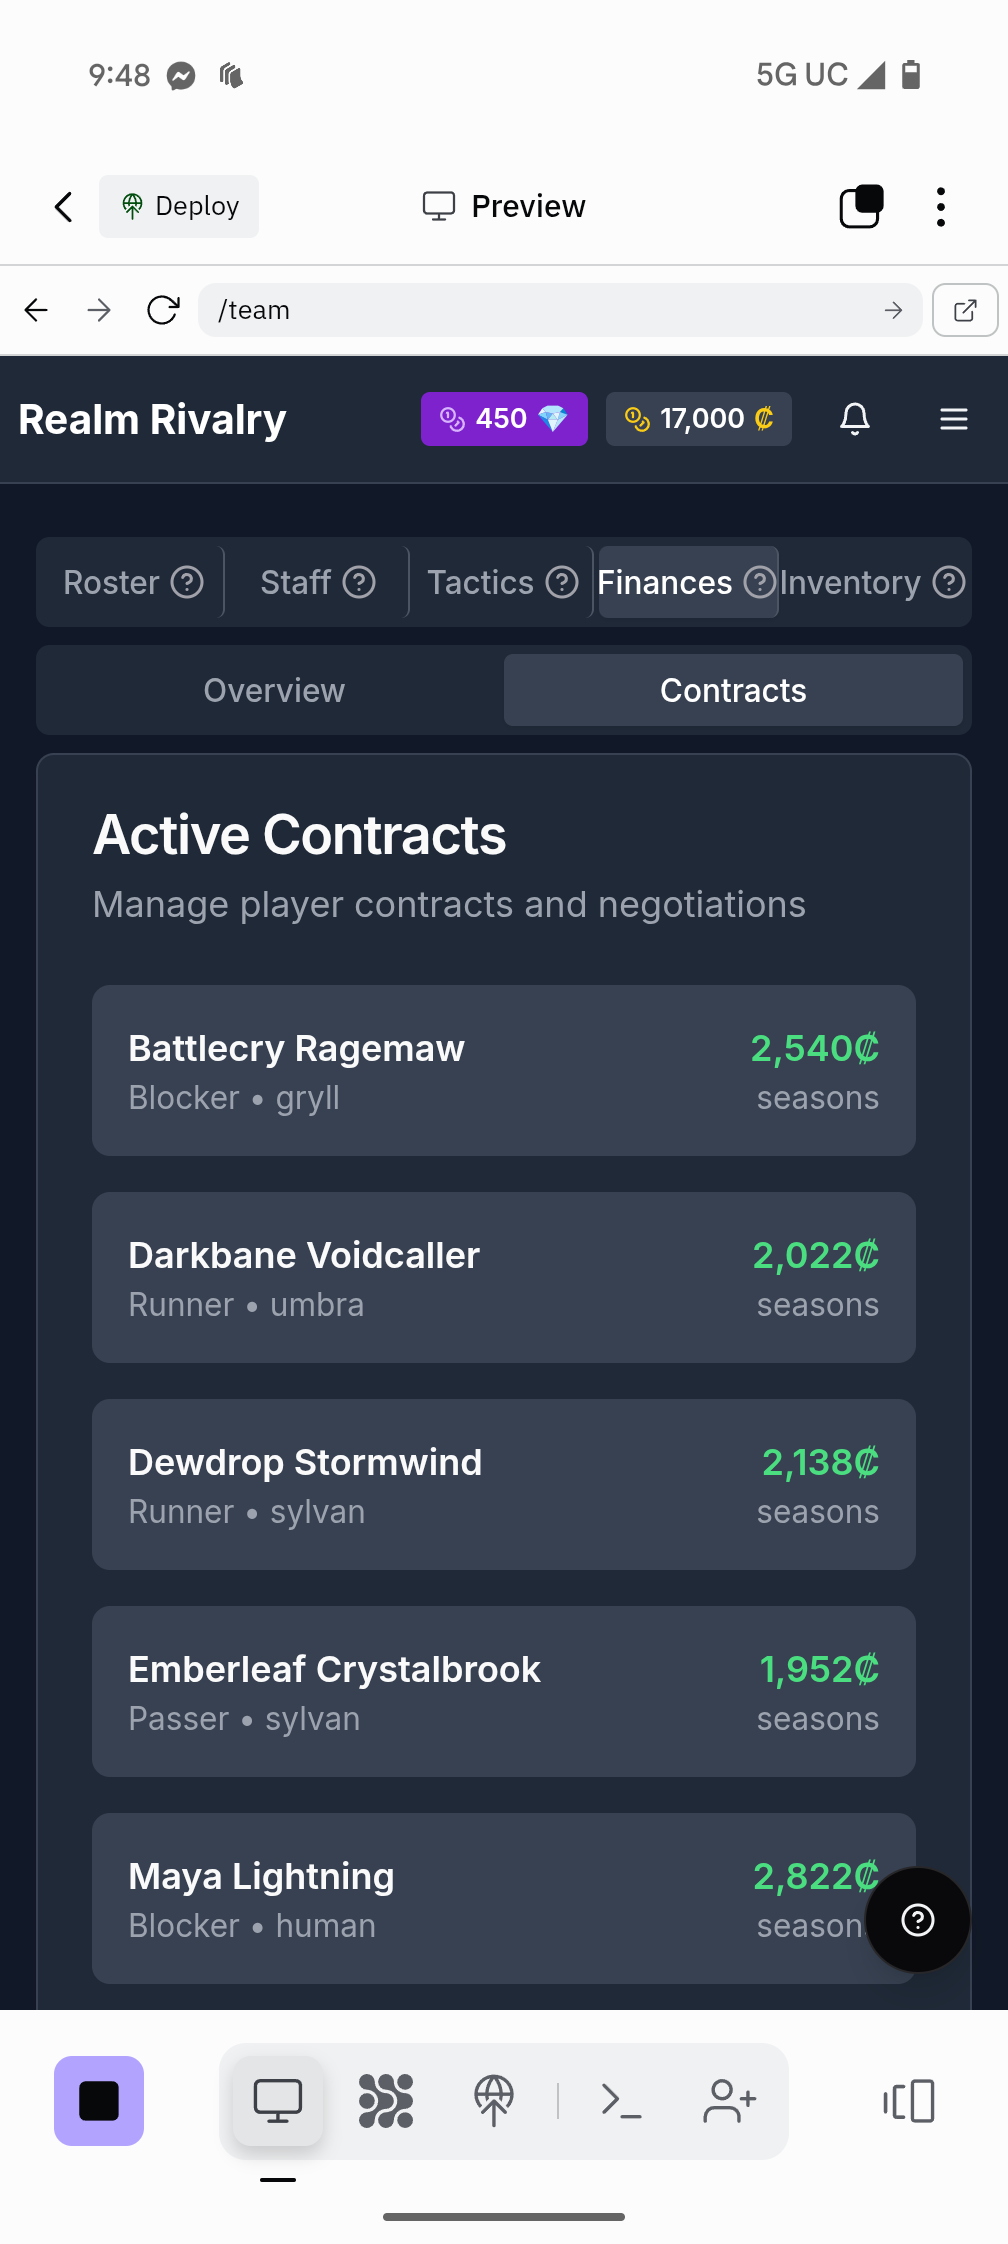 9:48
5G UC
Deploy
Preview
/team
Realm Rivalry
450 💎
17,000 ₡
Roster
Staff
Tactics
Finances
Inventory
Overview
Contracts
Active Contracts
Manage player contracts and negotiations
Battlecry Ragemaw
2,540₡
Blocker • gryll
seasons
Darkbane Voidcaller
2,022₡
Runner • umbra
seasons
Dewdrop Stormwind
2,138₡
Runner • sylvan
seasons
Emberleaf Crystalbrook
1,952₡
Passer • sylvan
seasons
Maya Lightning
2,822₡
Blocker • human
season